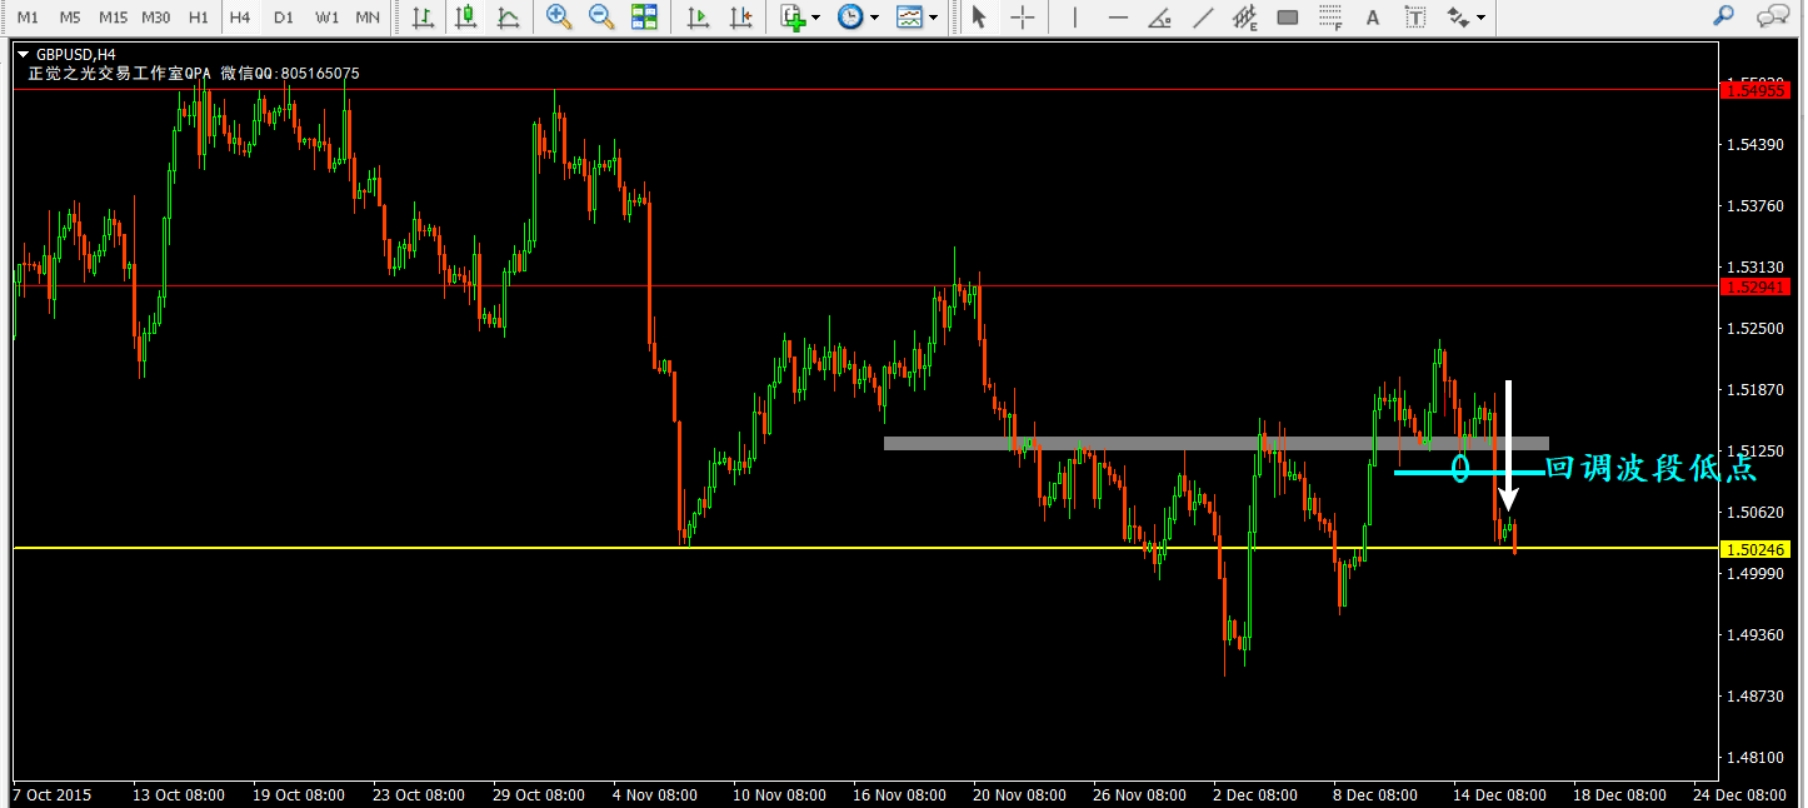 M1 M5 M15 M30 H1 H4 D1 W1 MN A T
GBPUSD,H4
正觉之光交易工作室QPA 微信QQ:805165075
1.54955
1.54390
1.53760
1.53130
1.52941
1.52500
1.51870
1.51250
回调波段低点
1.50620
1.50246
1.49990
1.49360
1.48730
1.48100
7 Oct 2015 13 Oct 08:00 19 Oct 08:00 23 Oct 08:00 29 Oct 08:00 4 Nov 08:00 10 Nov 08:00 16 Nov 08:00 20 Nov 08:00 26 Nov 08:00 2 Dec 08:00 8 Dec 08:00 14 Dec 08:00 18 Dec 08:00 24 Dec 08:00